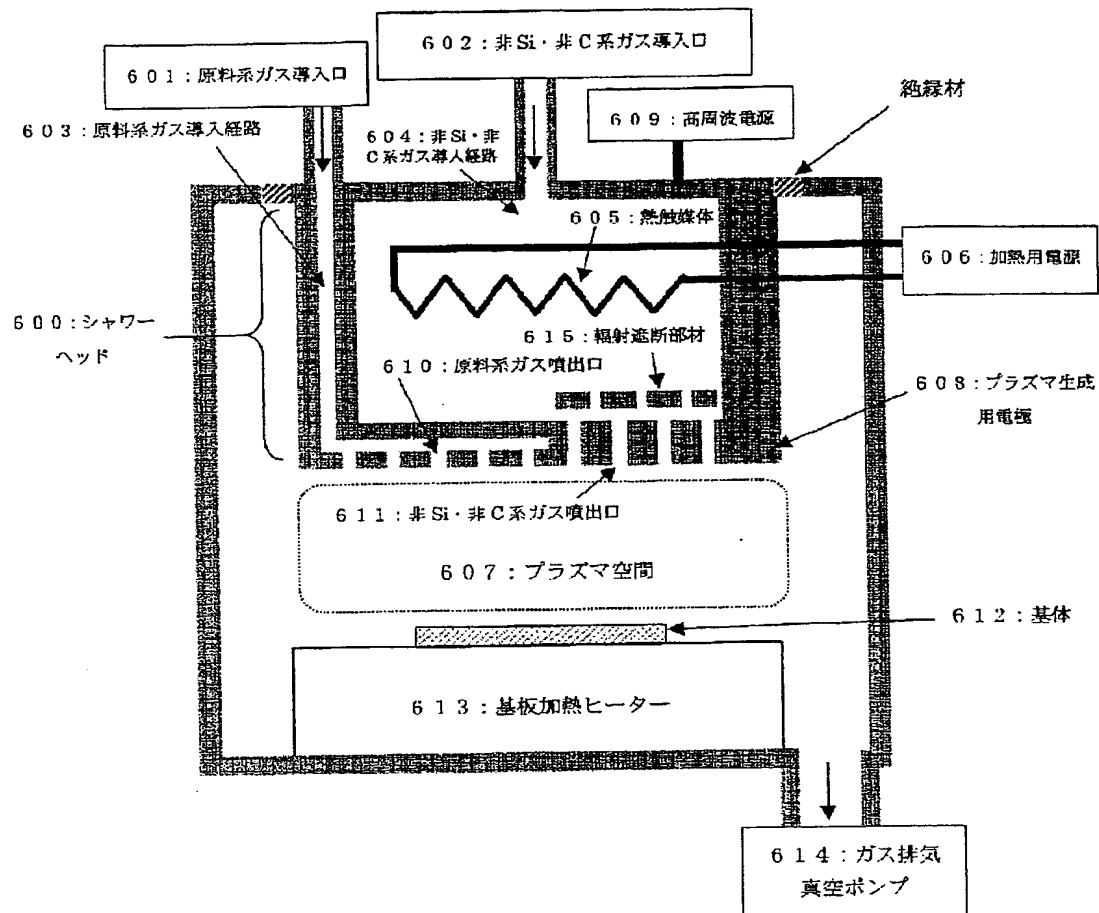 602:非Si・非C系ガス導入口
601:原料系ガス導入口
絶縁材
609:高周波電源
603:原料系ガス導入経路
604:非Si・非
C系ガス導入経路
605:熱触媒体
606:加熱用電源
600:シャワー
ヘッド
615:輻射遮断部材
610:原料系ガス噴出口
608:プラズマ生成
用電極
611:非Si・非C系ガス噴出口
607:プラズマ空間
612:基体
613:基板加熱ヒーター
614:ガス排気
真空ポンプ